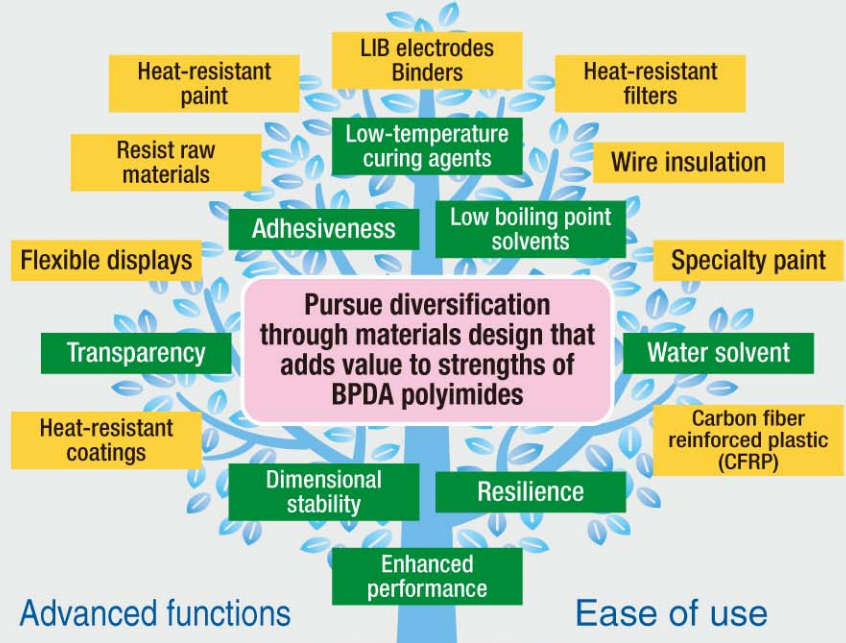 LIB electrodes
Binders
Heat-resistant
paint
Heat-resistant
filters
Low-temperature
curing agents
Resist raw
materials
Wire insulation
Adhesiveness
Low boiling point
solvents
Flexible displays
Specialty paint
Pursue diversification
through materials design that
adds value to strengths of
BPDA polyimides
Transparency
Water solvent
Heat-resistant
coatings
Carbon fiber
reinforced plastic
(CFRP)
Dimensional
stability
Resilience
Enhanced
performance
Advanced functions
Ease of use